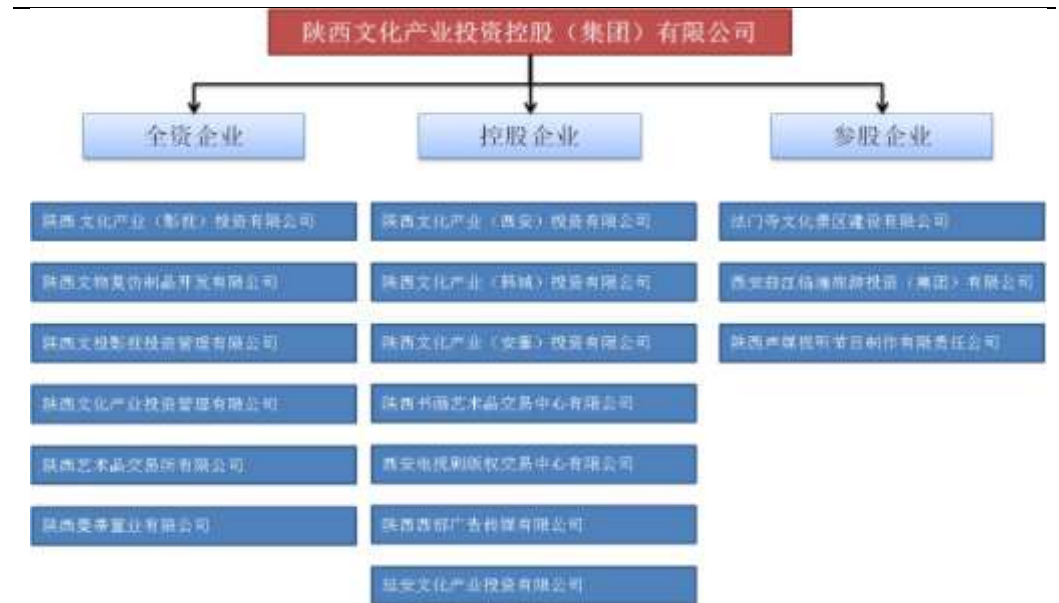 陕西文化产业投资控股（集团）有限公司
全资企业
控股企业
参股企业
陕西文化产业（影视）投资有限公司
陕西文化产业（西安）投资有限公司
法门寺文化景区建设有限公司
陕西文物复仿制品开发有限公司
陕西文化产业（韩城）投资有限公司
西安曲江临潼旅游投资（集团）有限公司
陕西文投影视投资管理有限公司
陕西文化产业（安董）投资有限公司
陕西声媒视听节目制作有限责任公司
陕西文化产业投资管理有限公司
陕西书画艺术品交易中心有限公司
陕西艺术品交易所有限公司
西安电视剧版权交易中心有限公司
置业有限公司
陕西西部广告传媒有限公司
延安文化产业投资有限公司